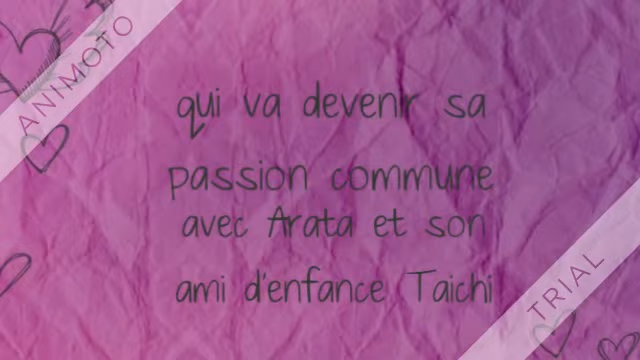 ANIMOTO
qui va devenir sa
passion commune
avec Arata et son
ami d'enfance Taichi
TRIAL